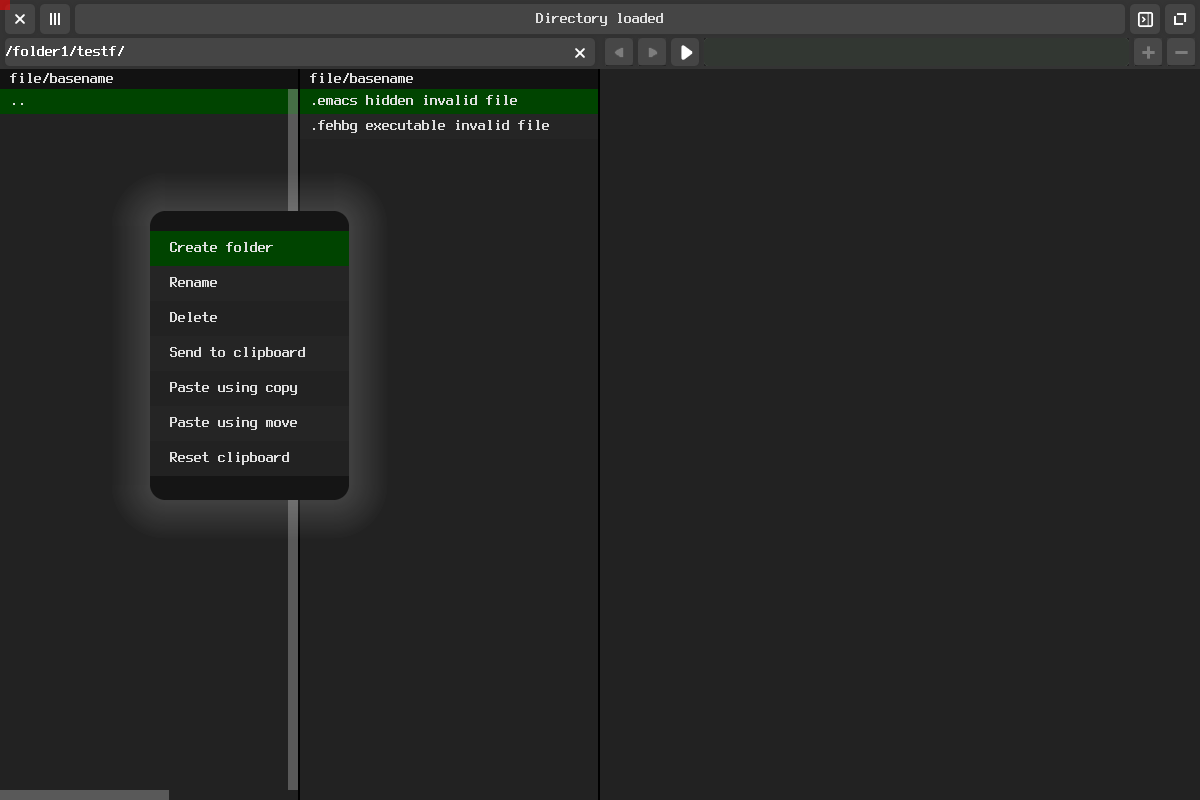 Directory loaded
/folder1/testf/
file/basename
..
file/basename
.emacs hidden invalid file
.fehbg executable invalid file
Create folder
Rename
Delete
Send to clipboard
Paste using copy
Paste using move
Reset clipboard